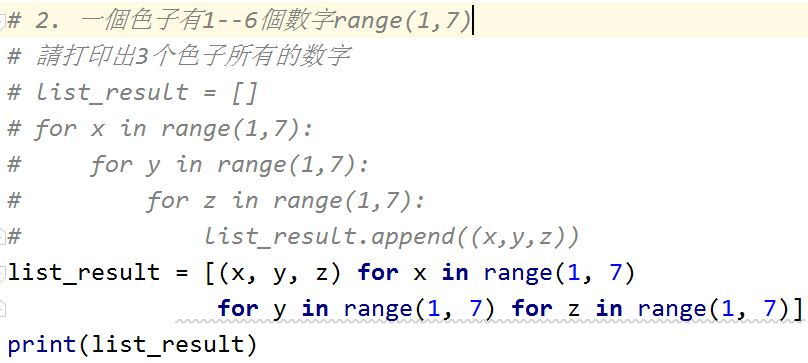 # 2. 一個色子有1--6個數字range(1,7)
# 請打印出3个色子所有的数字
# list_result = []
# for x in range(1,7):
#     for y in range(1,7):
#         for z in range(1,7):
#             list_result.append((x,y,z))
list_result = [(x, y, z) for x in range(1, 7)
               for y in range(1, 7) for z in range(1, 7)]
print(list_result)